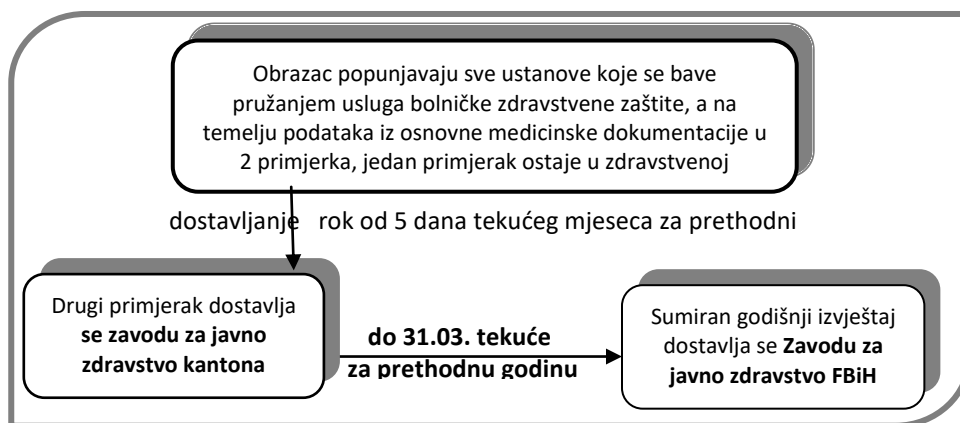 Obrazac popunjavaju sve ustanove koje se bave
pružanjem usluga bolničke zdravstvene zaštite, a na
temelju podataka iz osnovne medicinske dokumentacije u
2 primjerka, jedan primjerak ostaje u zdravstvenoj
dostavljanje rok od 5 dana tekućeg mjeseca za prethodni
Drugi primjerak dostavlja
se zavodu za javno
zdravstvo kantona
do 31.03. tekuće
za prethodnu godinu
Sumiran godišnji izvještaj
dostavlja se Zavodu za
javno zdravstvo FBiH